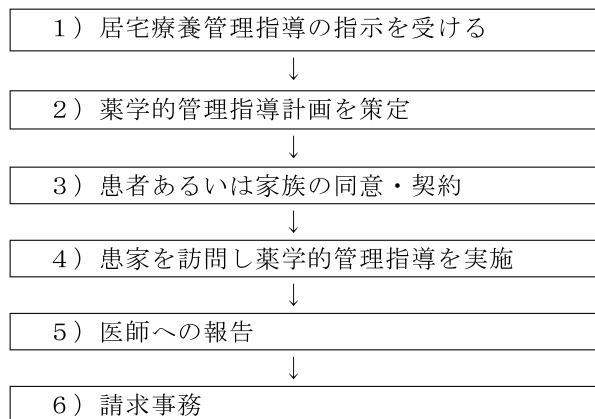 １）居宅療養管理指導の指示を受ける
↓
２）薬学的管理指導計画を策定
↓
３）患者あるいは家族の同意・契約
↓
４）患家を訪問し薬学的管理指導を実施
↓
５）医師への報告
↓
６）請求事務